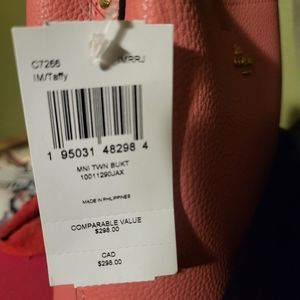 C7266 IMRRJ
IM/Taffy
1 95031 48298 4
MNI TWN BUKT
10011290JAX
MADE IN PHILIPPINES
COMPARABLE VALUE
$298.00
CAD
$298.00